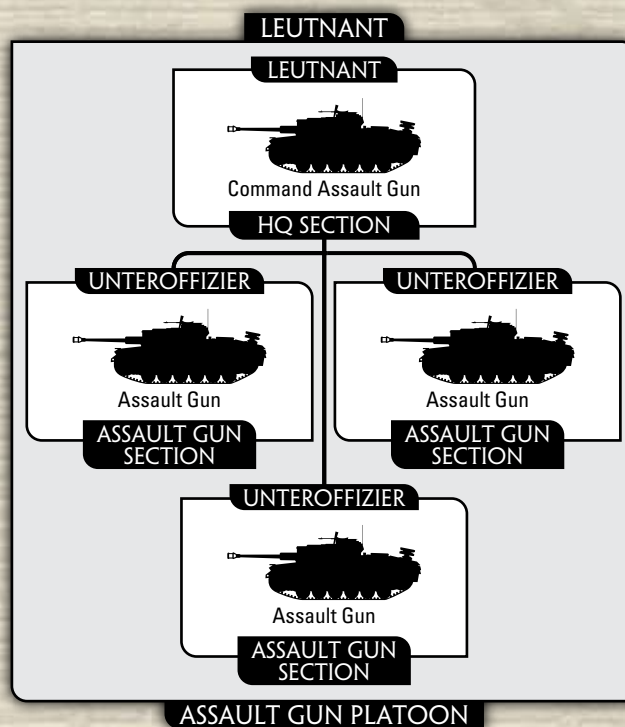 LEUTNANT
LEUTNANT
Command Assault Gun
HQ SECTION
UNTEROFFIZIER
Assault Gun
ASSAULT GUN
SECTION
UNTEROFFIZIER
Assault Gun
ASSAULT GUN
SECTION
UNTEROFFIZIER
Assault Gun
ASSAULT GUN
SECTION
ASSAULT GUN PLATOON